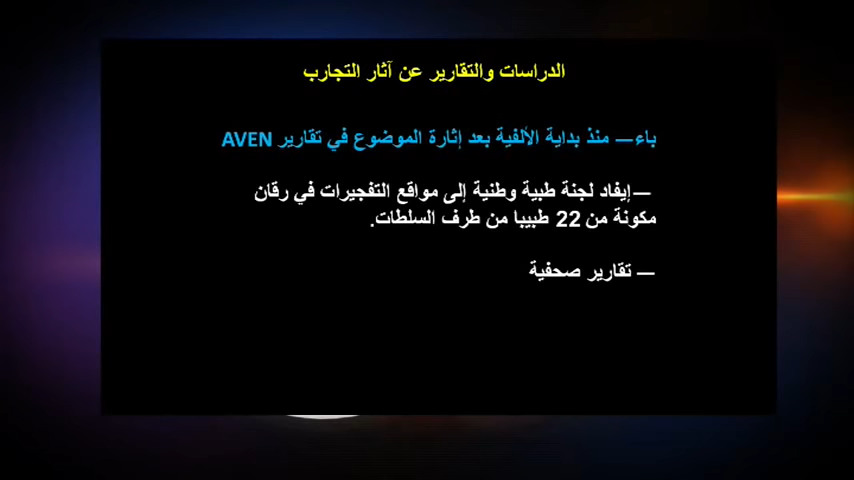 الدراسات والتقارير عن آثار التجارب
باء— منذ بداية الألفية بعد إثارة الموضوع في تقارير AVEN
—إيفاد لجنة طبية وطنية إلى مواقع التفجيرات في رقان
مكونة من 22 طبيبا من طرف السلطات.
— تقارير صحفية